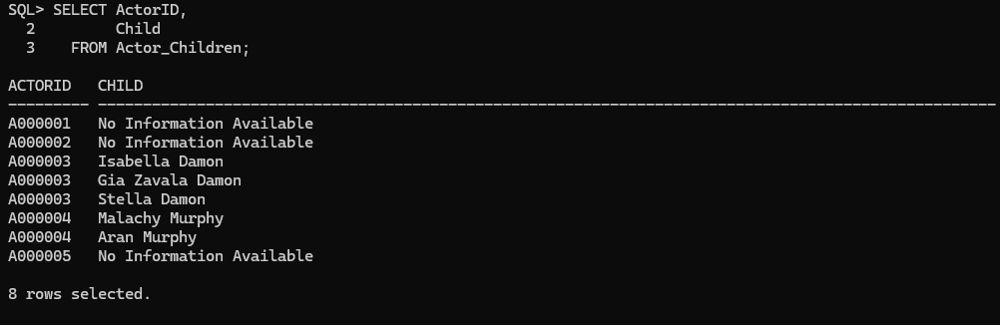 SQL> SELECT ActorID,
  2         Child
  3    FROM Actor_Children;
ACTORID   CHILD
--------- ----------------------------------------------------------------------------------------------------
A000001   No Information Available
A000002   No Information Available
A000003   Isabella Damon
A000003   Gia Zavala Damon
A000003   Stella Damon
A000004   Malachy Murphy
A000004   Aran Murphy
A000005   No Information Available
8 rows selected.